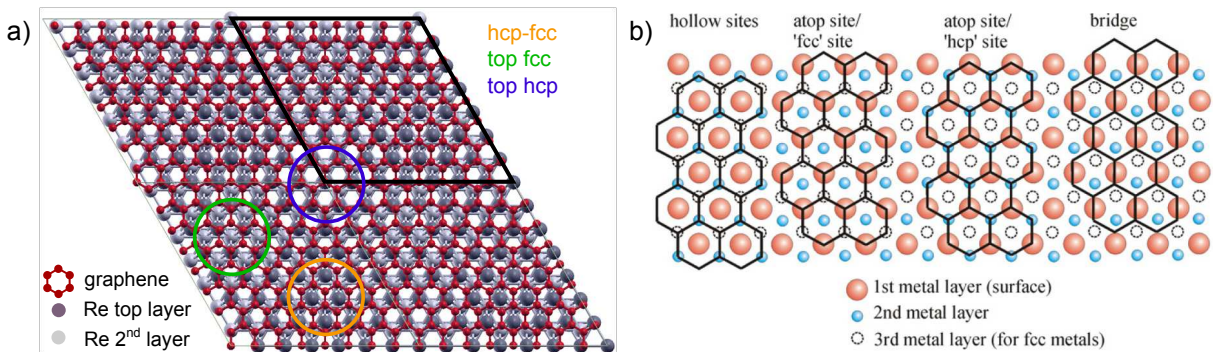 a)
hcp-fcc
top fcc
top hcp
graphene
Re top layer
Re 2nd layer
b)
hollow sites
atop site/
'fcc' site
atop site/
'hcp' site
bridge
1st metal layer (surface)
2nd metal layer
3rd metal layer (for fcc metals)